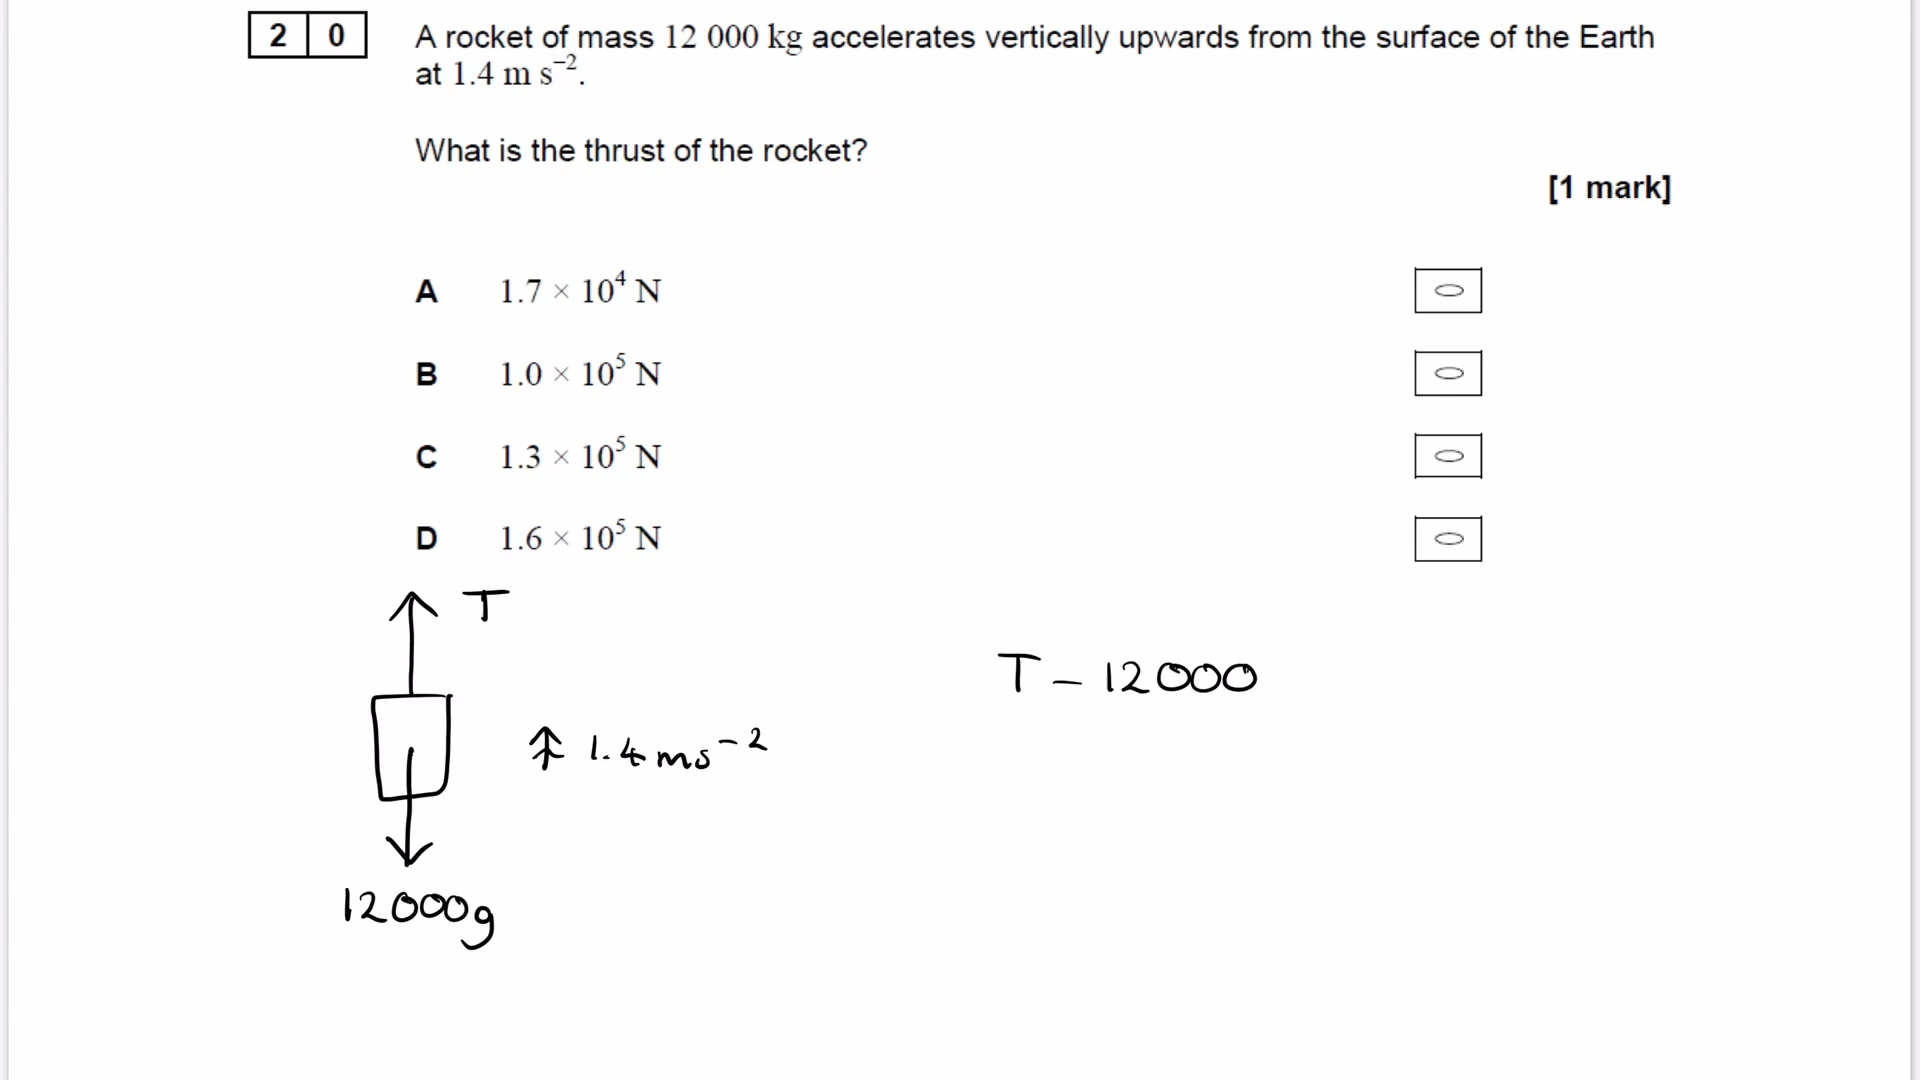 2 0 A rocket of mass 12 000 kg accelerates vertically upwards from the surface of the Earth
at 1.4 m s⁻².
What is the thrust of the rocket?
[1 mark]
A 1.7 × 10⁴ N
B 1.0 × 10⁵ N
C 1.3 × 10⁵ N
D 1.6 × 10⁵ N
T
T - 12000
1.4 ms⁻²
12000g